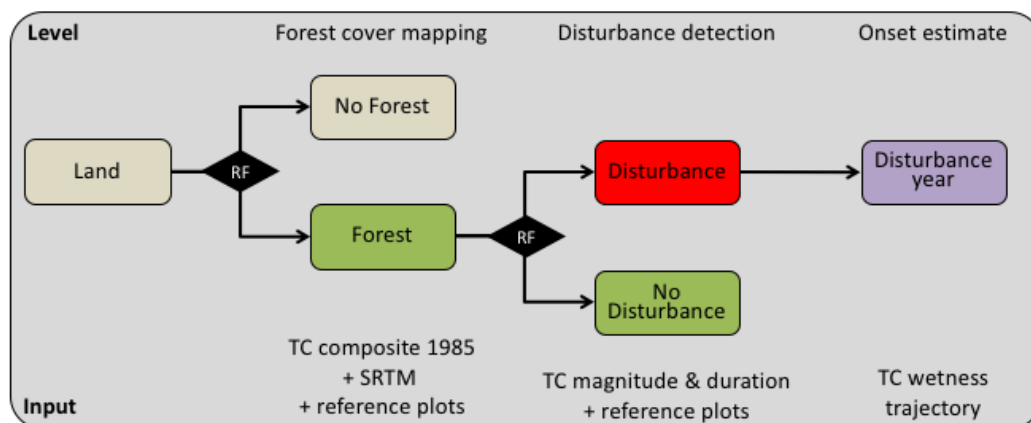 Level
Forest cover mapping
Disturbance detection
Onset estimate
No Forest
Land
RF
Disturbance
Disturbance
year
Forest
RF
No
Disturbance
TC composite 1985
+ SRTM
+ reference plots
TC magnitude & duration
+ reference plots
TC wetness
trajectory
Input